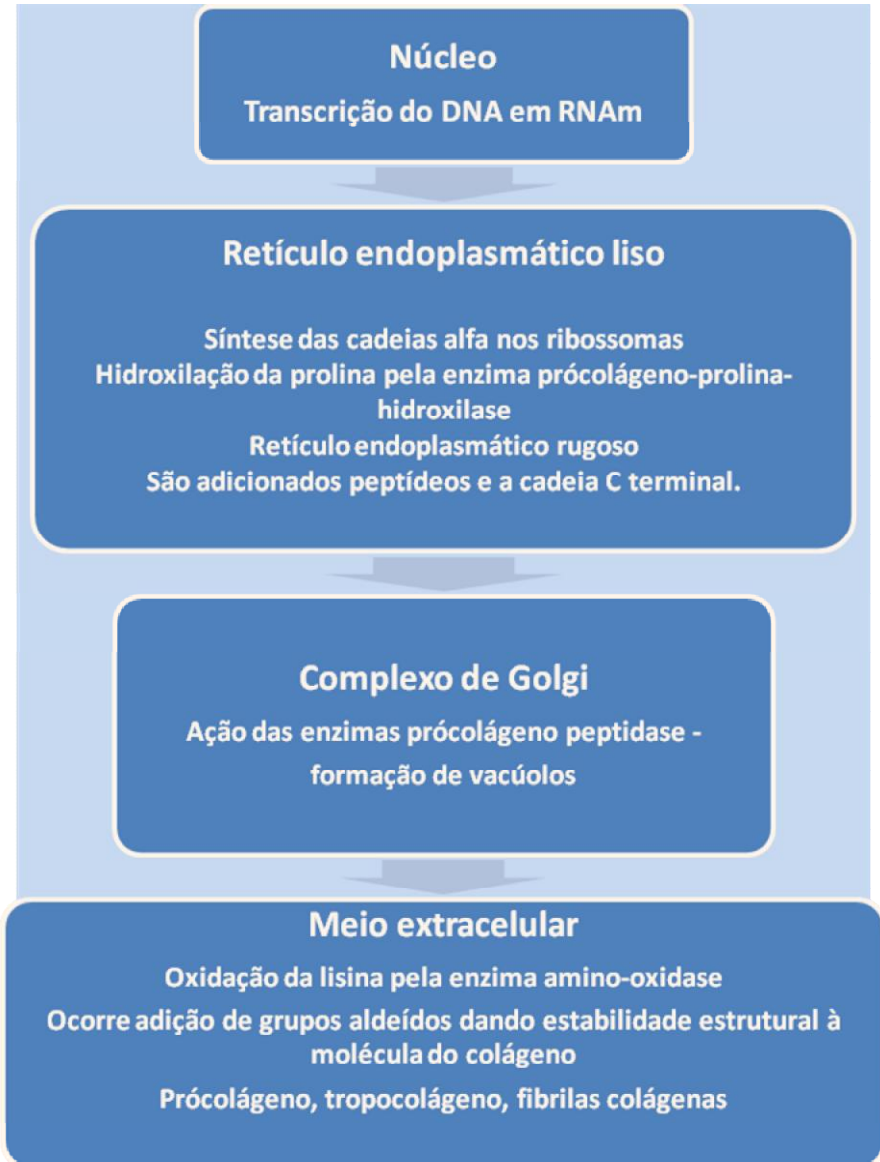 Núcleo
Transcrição do DNA em RNAm
Retículo endoplasmático liso
Síntese das cadeias alfa nos ribossomas
Hidroxilação da prolina pela enzima prócolágeno-prolina-
hidroxilase
Retículo endoplasmático rugoso
São adicionados peptídeos e a cadeia C terminal.
Complexo de Golgi
Ação das enzimas prócolágeno peptidase -
formação de vacúolos
Meio extracelular
Oxidação da lisina pela enzima amino-oxidase
Ocorre adição de grupos aldeídos dando estabilidade estrutural à
molécula do colágeno
Prócolágeno, tropocolágeno, fibrilas colágenas